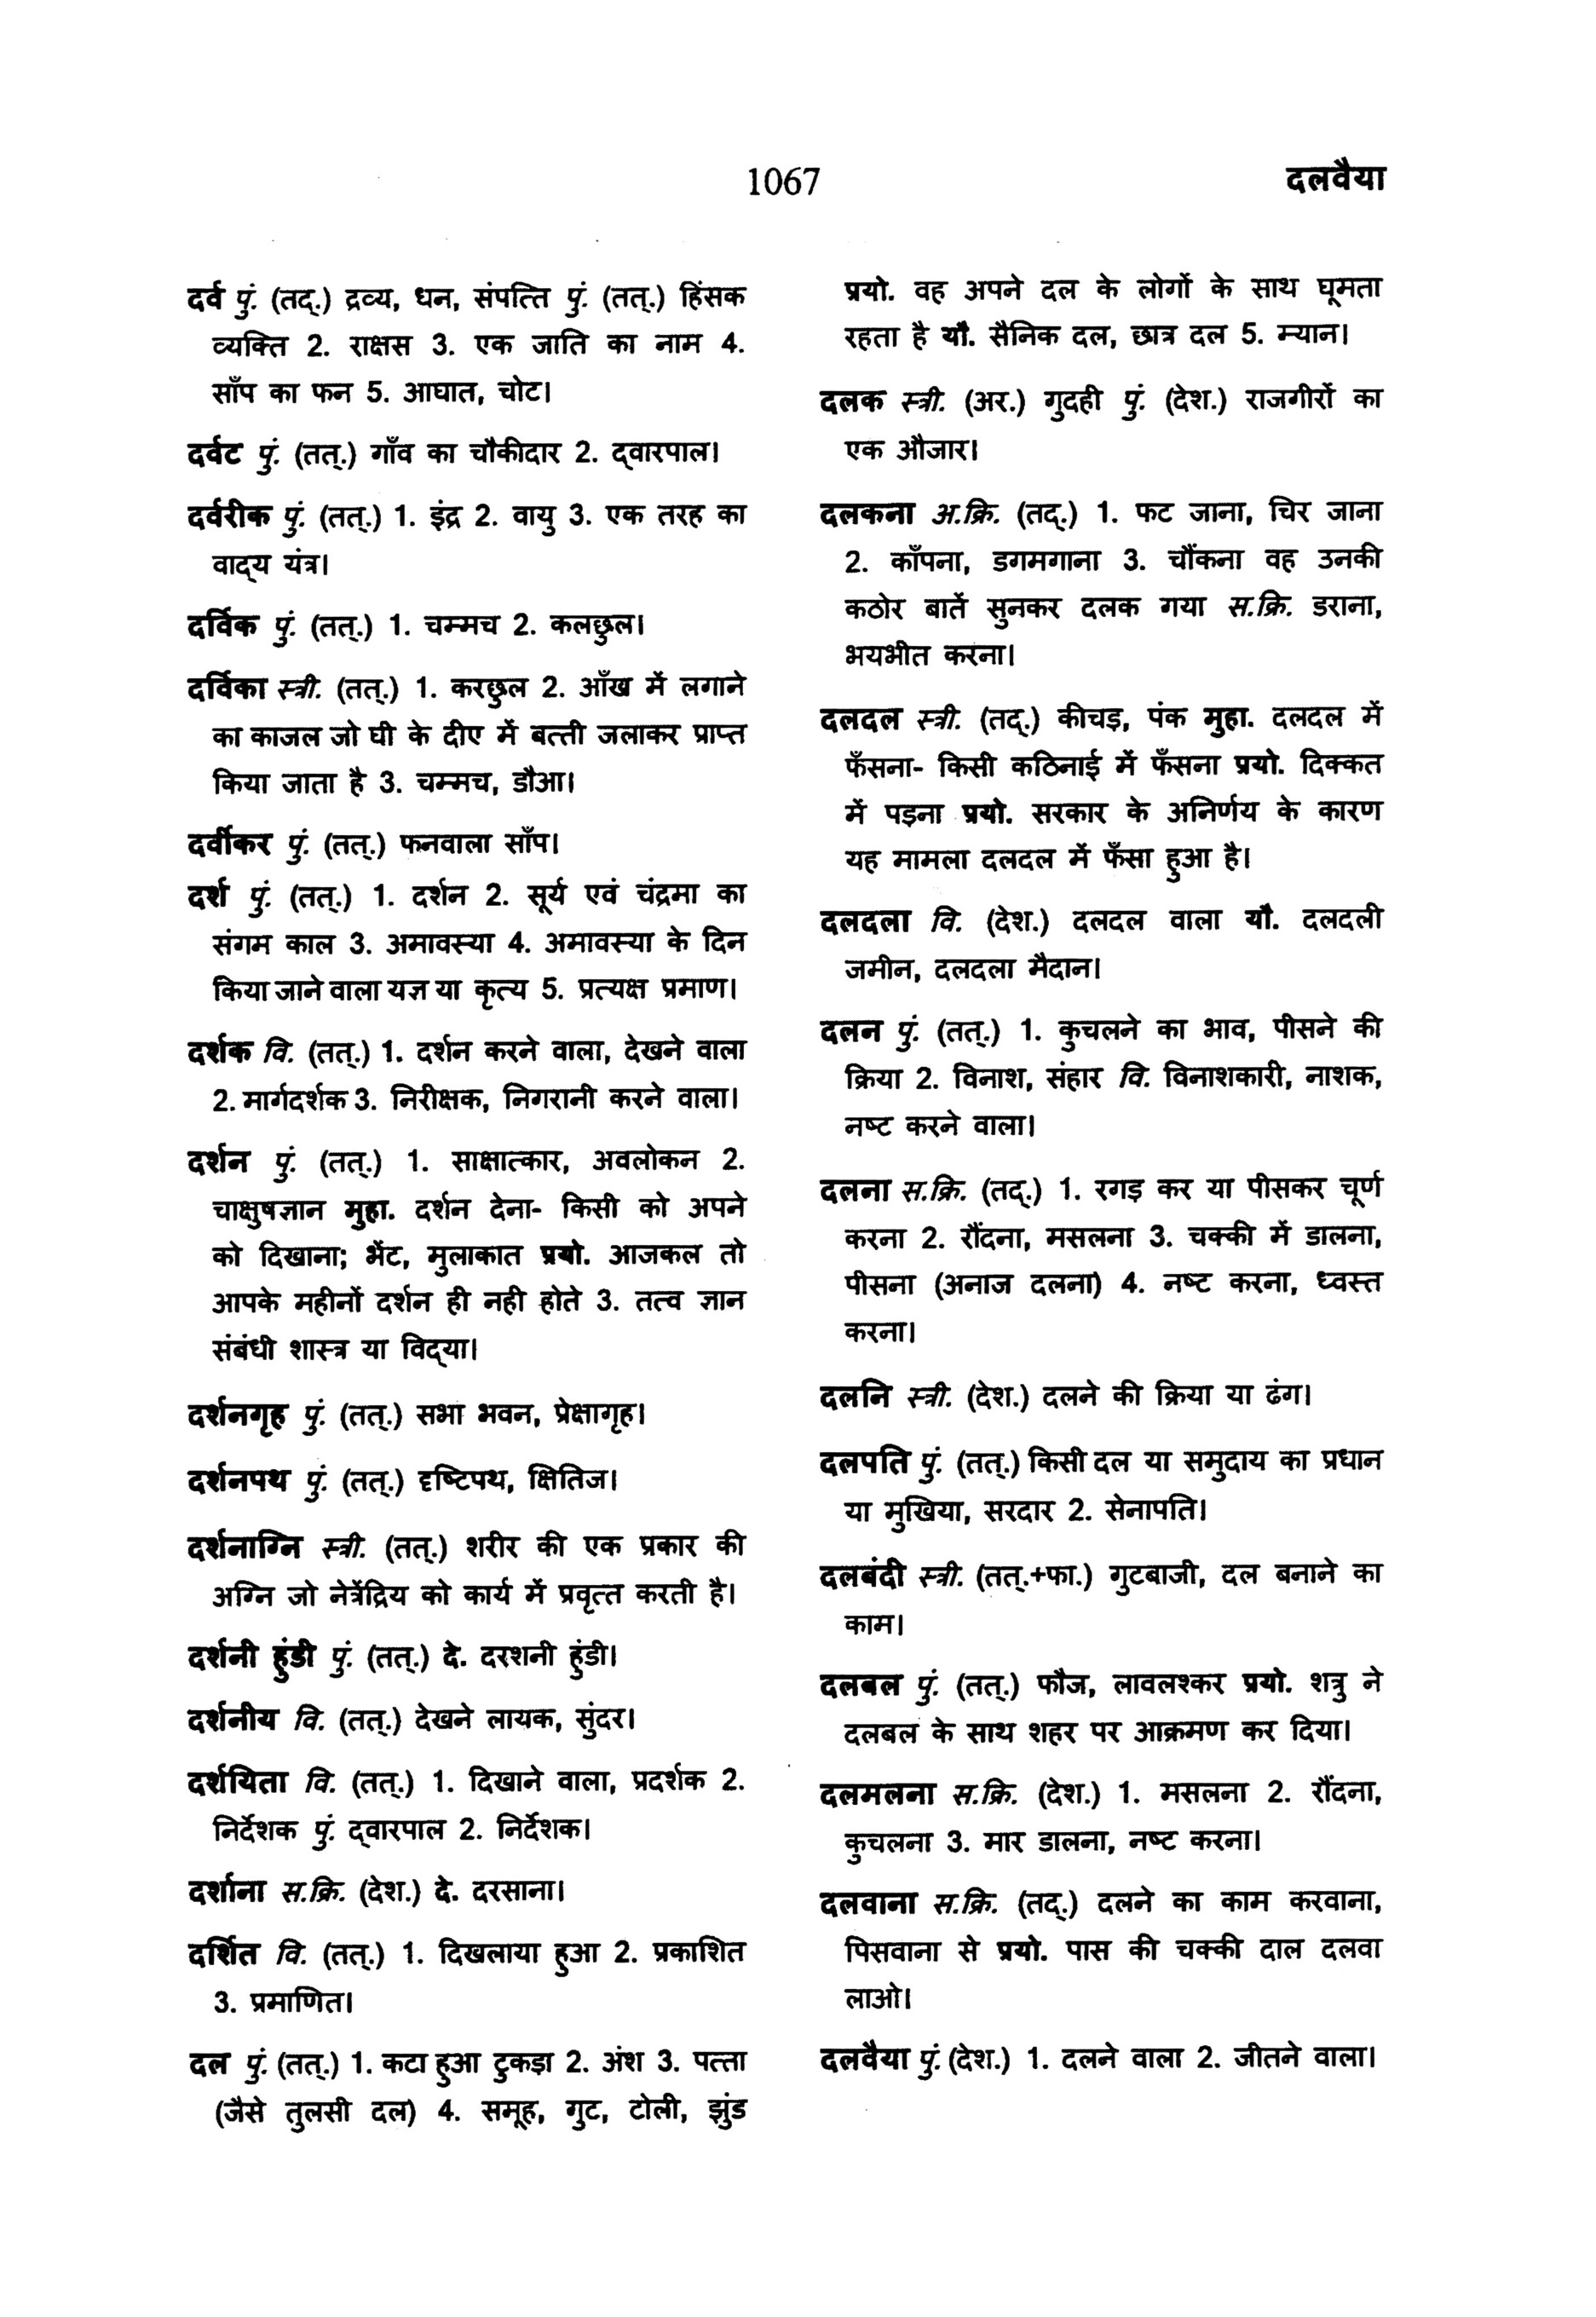 1067
दलवैया
दर्व पुं. (तद्.) द्रव्य, धन, संपत्ति पुं. (तत्.) हिंसक
व्यक्ति 2. राक्षस 3. एक जाति का नाम 4.
साँप का फन 5. आघात, चोट।
दर्वट पुं. (तत्.) गाँव का चौकीदार 2. द्वारपाल।
दर्वरीक पुं. (तत्.) 1. इंद्र 2. वायु 3. एक तरह का
वाद्य यंत्र।
दर्विक पुं. (तत्.) 1. चम्मच 2. कलछुल।
दर्विका स्त्री. (तत्.) 1. करछुल 2. आँख में लगाने
का काजल जो घी के दीए में बत्ती जलाकर प्राप्त
किया जाता है 3. चम्मच, डौआ।
दर्वीकर पुं. (तत्.) फनवाला साँप।
दर्श पुं. (तत्.) 1. दर्शन 2. सूर्य एवं चंद्रमा का
संगम काल 3. अमावस्या 4. अमावस्या के दिन
किया जाने वाला यज्ञ या कृत्य 5. प्रत्यक्ष प्रमाण।
दर्शक वि. (तत्.) 1. दर्शन करने वाला, देखने वाला
2. मार्गदर्शक 3. निरीक्षक, निगरानी करने वाला।
दर्शन पुं. (तत्.) 1. साक्षात्कार, अवलोकन 2.
चाक्षुषज्ञान मुहा. दर्शन देना- किसी को अपने
को दिखाना; भेंट, मुलाकात प्रयो. आजकल तो
आपके महीनों दर्शन ही नही होते 3. तत्व ज्ञान
संबंधी शास्त्र या विद्या।
दर्शनगृह पुं. (तत्.) सभा भवन, प्रेक्षागृह।
दर्शनपथ पुं. (तत्.) दृष्टिपथ, क्षितिज।
दर्शनाग्नि स्त्री. (तत्.) शरीर की एक प्रकार की
अग्नि जो नेत्रेंद्रिय को कार्य में प्रवृत्त करती है।
दर्शनी हुंडी पुं. (तत्.) दे. दरशनी हुंडी।
दर्शनीय वि. (तत्.) देखने लायक, सुंदर।
दर्शयिता वि. (तत्.) 1. दिखाने वाला, प्रदर्शक 2.
निर्देशक पुं. द्वारपाल 2. निर्देशक।
दर्शाना स.क्रि. (देश.) दे. दरसाना।
दर्शित वि. (तत्.) 1. दिखलाया हुआ 2. प्रकाशित
3. प्रमाणित।
दल पुं. (तत्.) 1. कटा हुआ टुकड़ा 2. अंश 3. पत्ता
(जैसे तुलसी दल) 4. समूह, गुट, टोली, झुंड
प्रयो. वह अपने दल के लोगों के साथ घूमता
रहता है यौ. सैनिक दल, छात्र दल 5. म्यान।
दलक स्त्री. (अर.) गुदही पुं. (देश.) राजगीरों का
एक औजार।
दलकना अ.क्रि. (तद्.) 1. फट जाना, चिर जाना
2. काँपना, डगमगाना 3. चौंकना वह उनकी
कठोर बातें सुनकर दलक गया स.क्रि. डराना,
भयभीत करना।
दलदल स्त्री. (तद्.) कीचड़, पंक मुहा. दलदल में
फँसना- किसी कठिनाई में फँसना प्रयो. दिक्कत
में पड़ना प्रयो. सरकार के अनिर्णय के कारण
यह मामला दलदल में फँसा हुआ है।
दलदला वि. (देश.) दलदल वाला यौ. दलदली
जमीन, दलदला मैदान।
दलन पुं. (तत्.) 1. कुचलने का भाव, पीसने की
क्रिया 2. विनाश, संहार वि. विनाशकारी, नाशक,
नष्ट करने वाला।
दलना स.क्रि. (तद्.) 1. रगड़ कर या पीसकर चूर्ण
करना 2. रौंदना, मसलना 3. चक्की में डालना,
पीसना (अनाज दलना) 4. नष्ट करना, ध्वस्त
करना।
दलनि स्त्री. (देश.) दलने की क्रिया या ढंग।
दलपति पुं. (तत्.) किसी दल या समुदाय का प्रधान
या मुखिया, सरदार 2. सेनापति।
दलबंदी स्त्री. (तत्.+फा.) गुटबाजी, दल बनाने का
काम।
दलबल पुं. (तत्.) फौज, लावलश्कर प्रयो. शत्रु ने
दलबल के साथ शहर पर आक्रमण कर दिया।
दलमलना स.क्रि. (देश.) 1. मसलना 2. रौंदना,
कुचलना 3. मार डालना, नष्ट करना।
दलवाना स.क्रि. (तद्.) दलने का काम करवाना,
पिसवाना से प्रयो. पास की चक्की दाल दलवा
लाओ।
दलवैया पुं. (देश.) 1. दलने वाला 2. जीतने वाला।